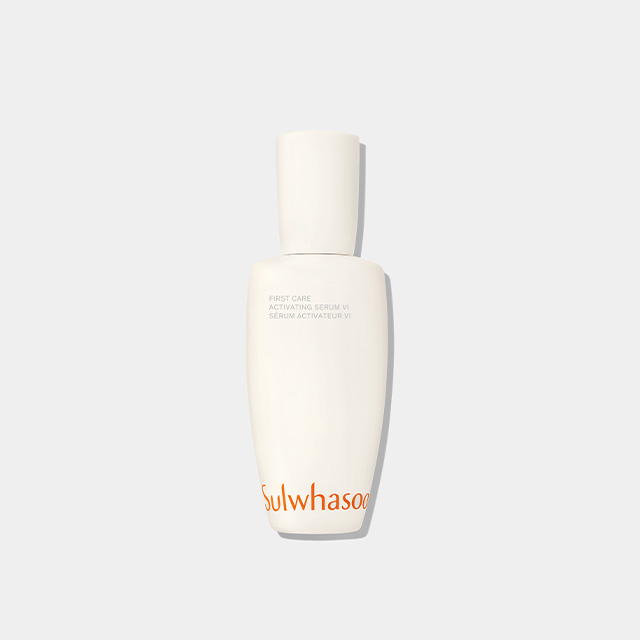 FIRST CARE
ACTIVATING SERUM VI
SÉRUM ACTIVATEUR VI
Sulwhasoo